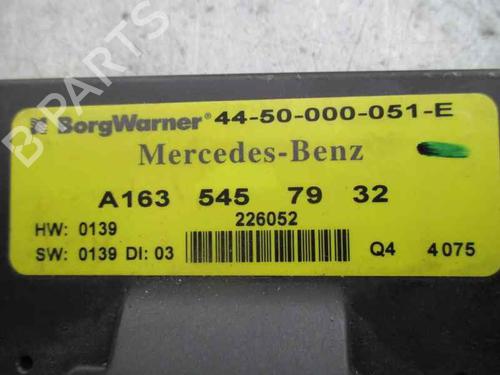 B PARTS
BorgWarner® 44-50-000-051-E
Mercedes-Benz
A163 545 79 32
226052
HW: 0139
SW: 0139 DI: 03 Q4 4075